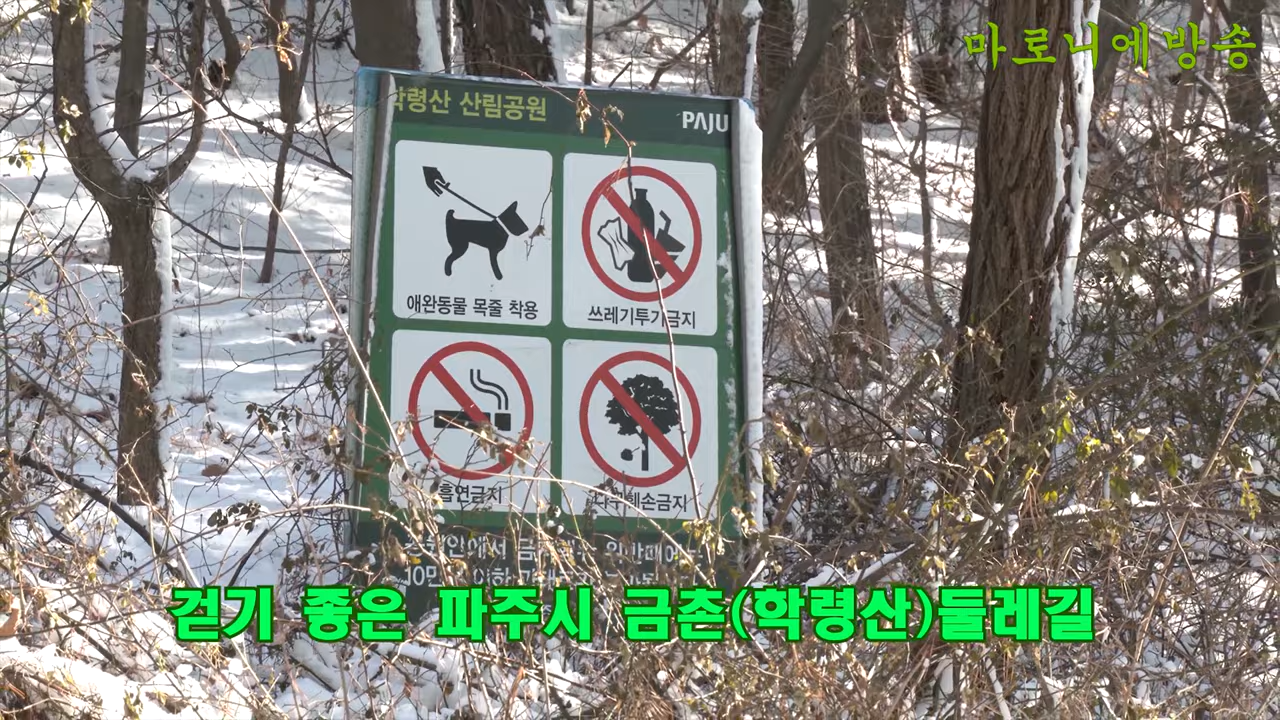 마로니에방송
학령산 산림공원
PAJU
애완동물 목줄 착용
쓰레기투기금지
흡연금지
나무훼손금지
걷기 좋은 파주시 금촌(학령산)둘레길